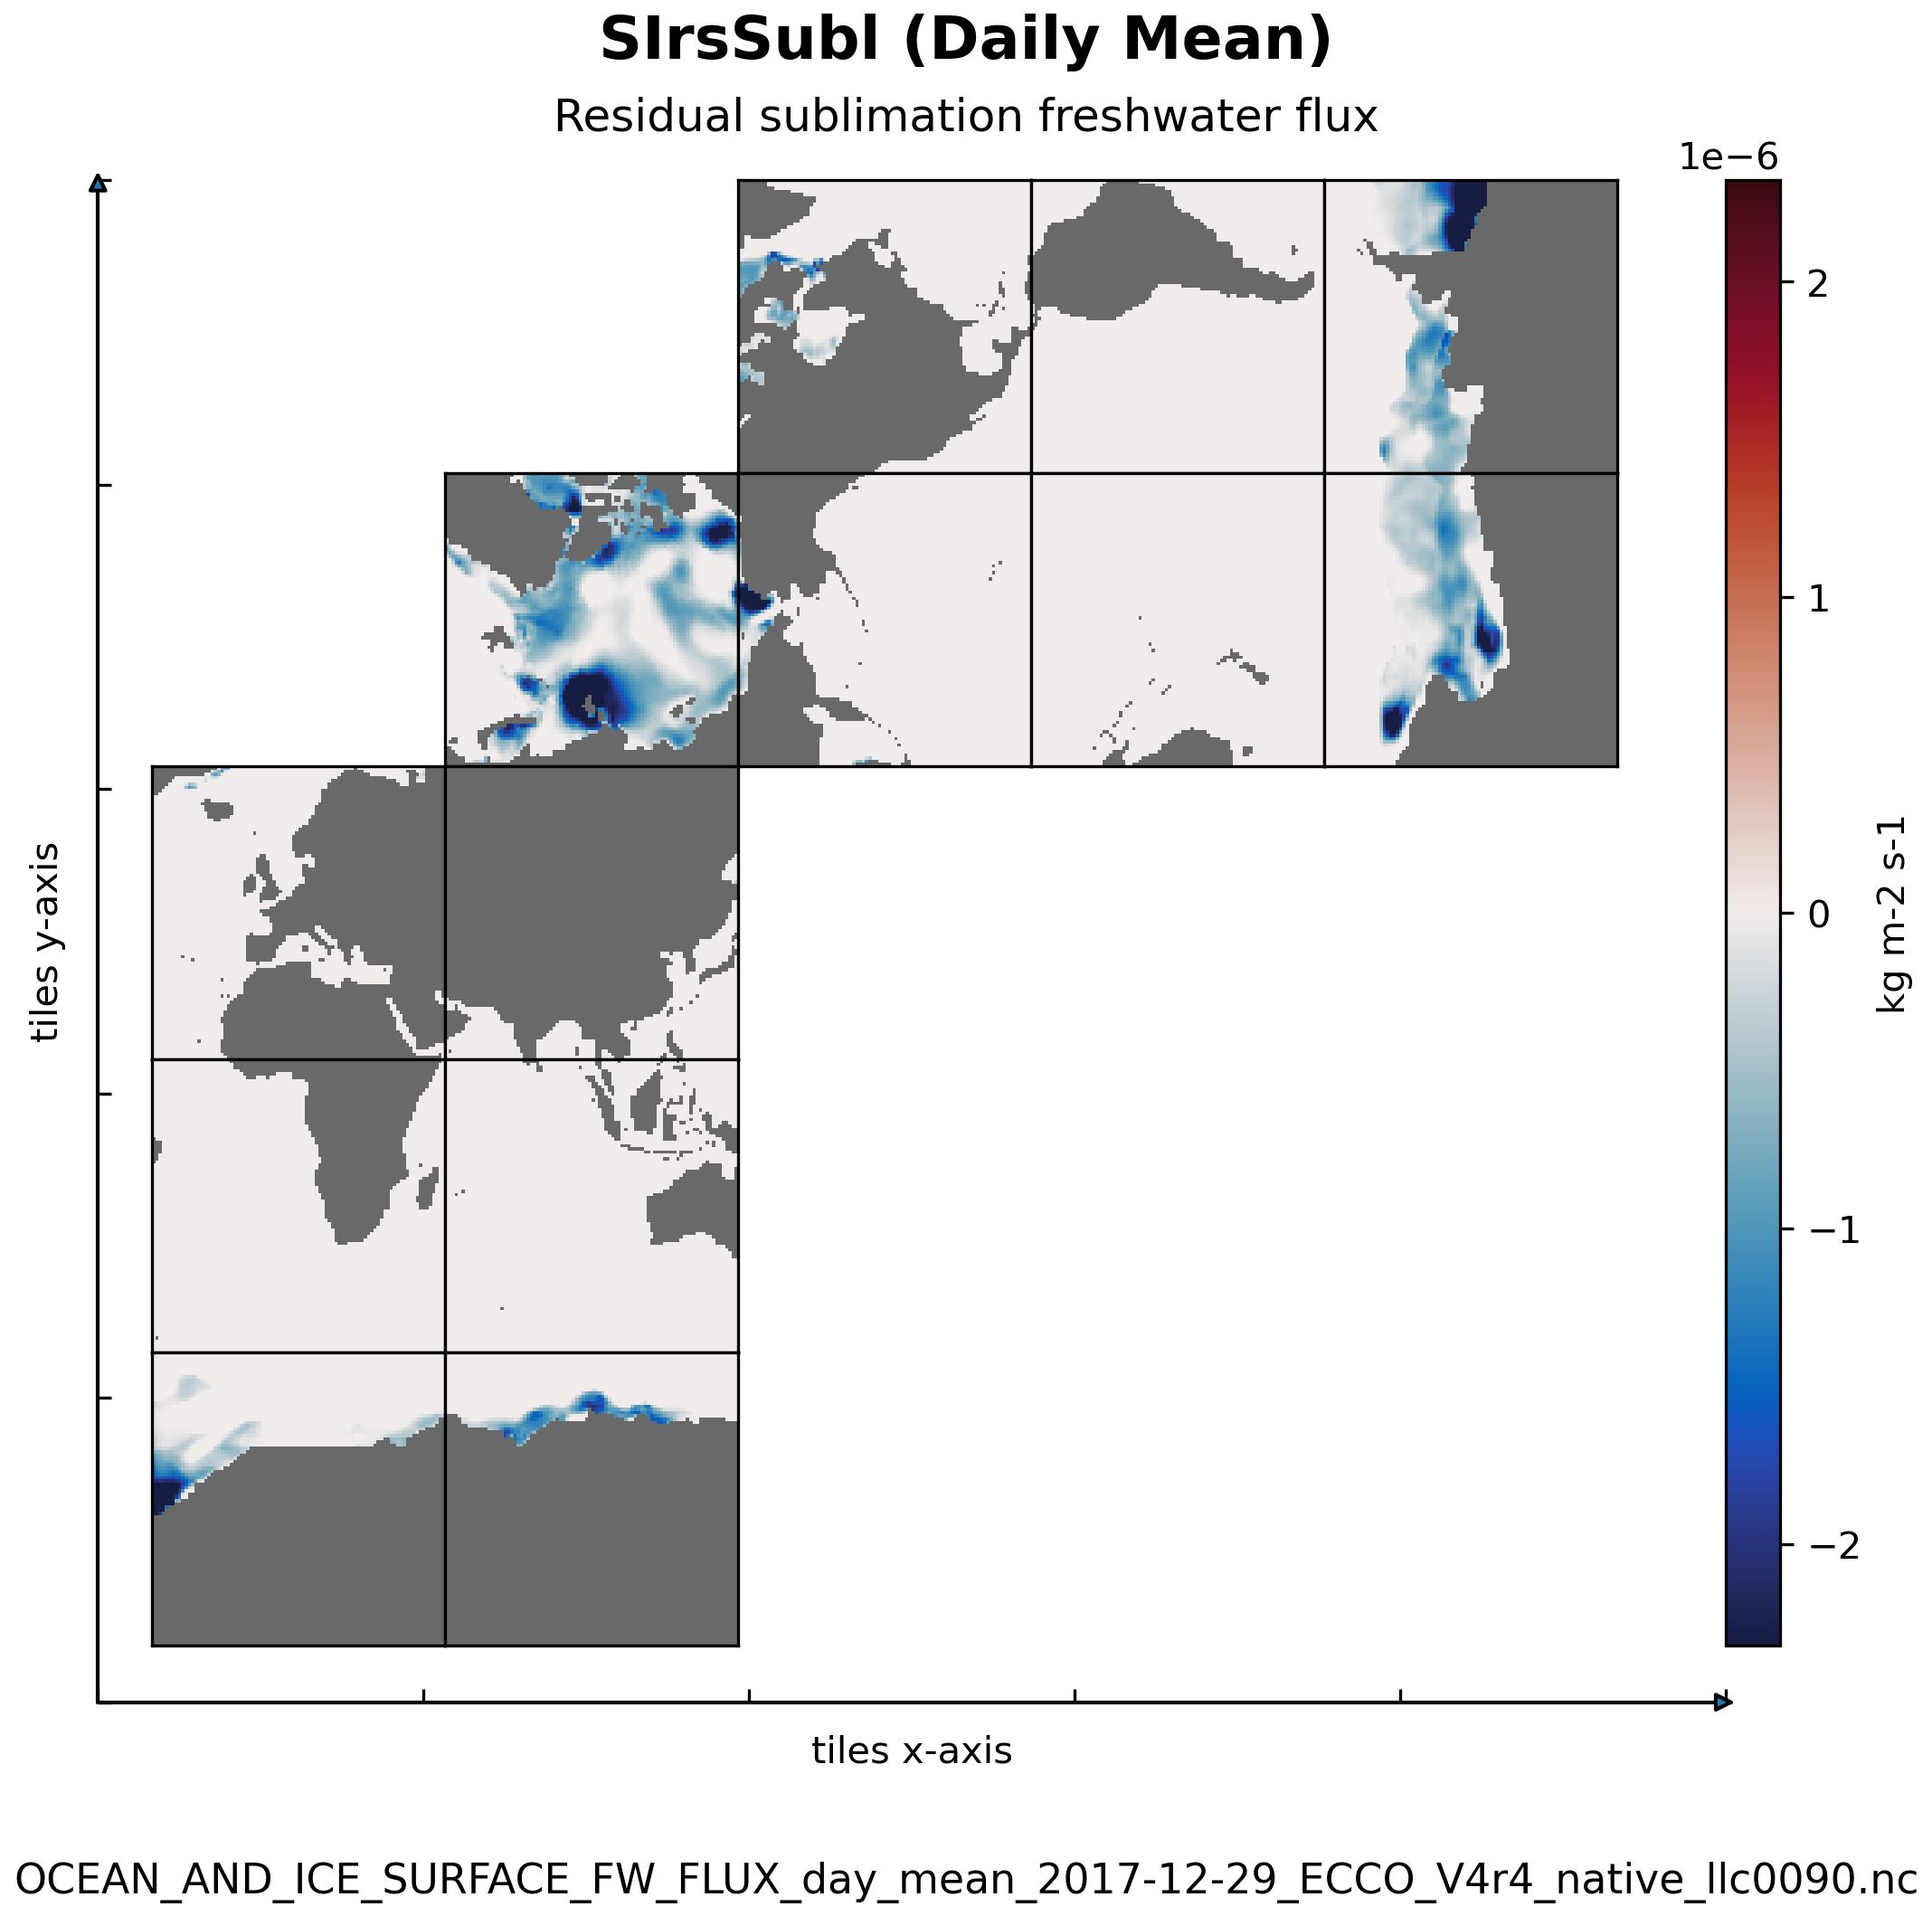 SIrsSubl (Daily Mean)
Residual sublimation freshwater flux
1e−6
2
1
0
−1
−2
kg m-2 s-1
tiles y-axis
tiles x-axis
OCEAN_AND_ICE_SURFACE_FW_FLUX_day_mean_2017-12-29_ECCO_V4r4_native_llc0090.nc